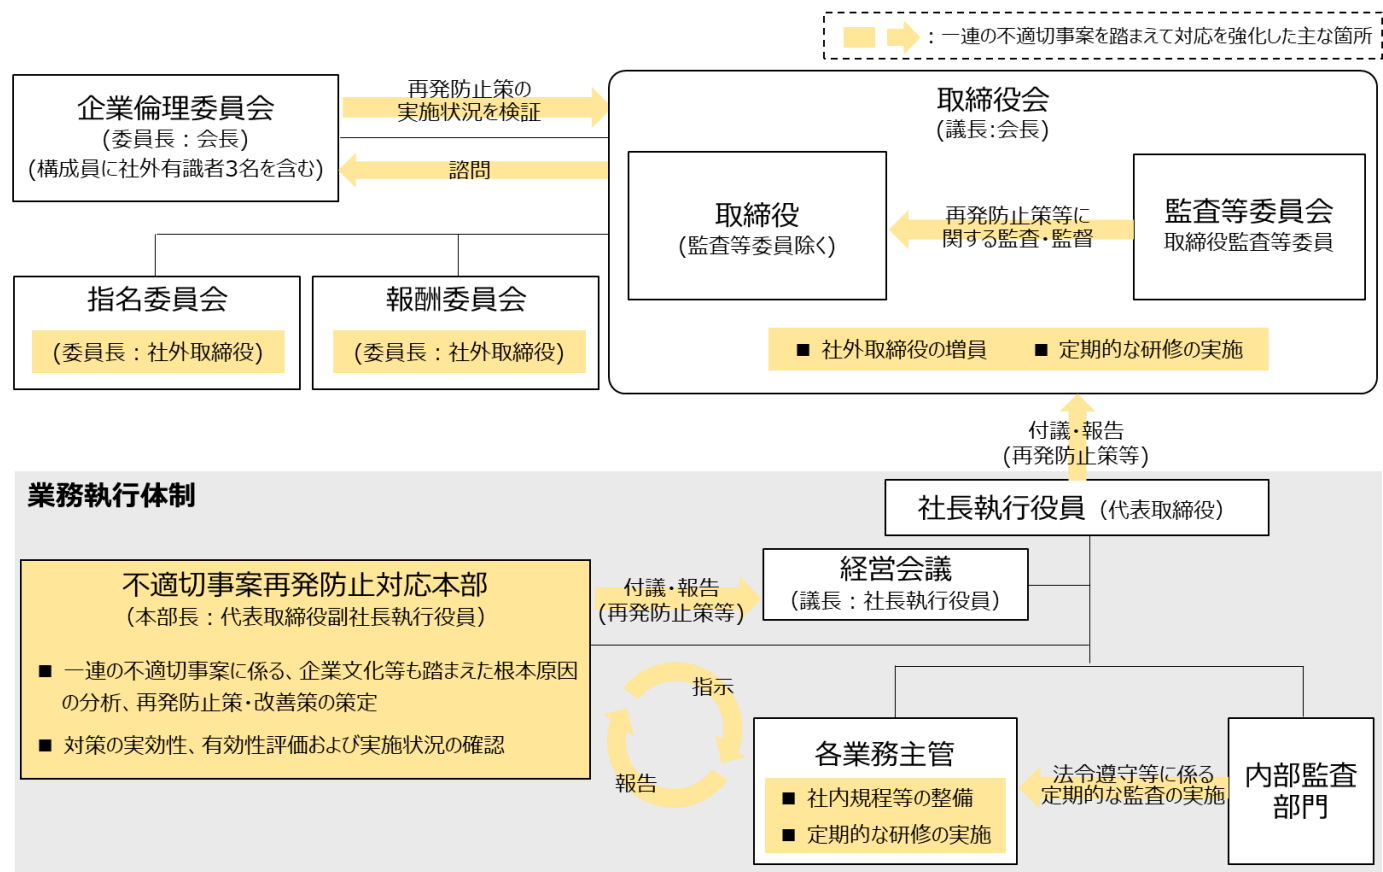 ：一連の不適切事案を踏まえて対応を強化した主な箇所
企業倫理委員会
(委員長：会長)
(構成員に社外有識者3名を含む)
再発防止策の
実施状況を検証
諮問
取締役会
(議長:会長)
取締役
(監査等委員除く)
再発防止策等に
関する監査・監督
監査等委員会
取締役監査等委員
指名委員会
(委員長：社外取締役)
報酬委員会
(委員長：社外取締役)
■ 社外取締役の増員
■ 定期的な研修の実施
付議・報告
(再発防止策等)
業務執行体制
社長執行役員（代表取締役）
不適切事案再発防止対応本部
（本部長：代表取締役副社長執行役員）
■ 一連の不適切事案に係る、企業文化等も踏まえた根本原因
の分析、再発防止策・改善策の策定
■ 対策の実効性、有効性評価および実施状況の確認
付議・報告
(再発防止策等)
経営会議
（議長：社長執行役員）
指示
報告
各業務主管
■ 社内規程等の整備
■ 定期的な研修の実施
法令遵守等に係る
定期的な監査の実施
内部監査
部門